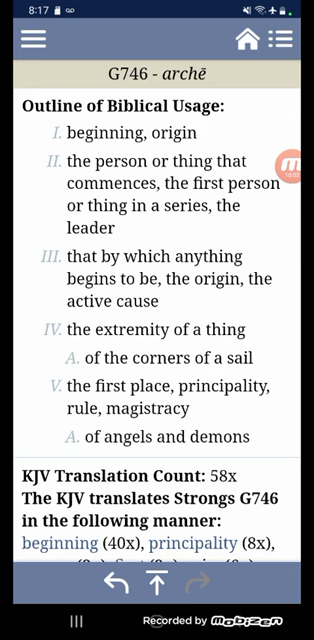 8:17
G746 - archē
Outline of Biblical Usage:
I. beginning, origin
II. the person or thing that
commences, the first person
or thing in a series, the
leader
III. that by which anything
begins to be, the origin, the
active cause
IV. the extremity of a thing
A. of the corners of a sail
V. the first place, principality,
rule, magistracy
A. of angels and demons
KJV Translation Count: 58x
The KJV translates Strongs G746
in the following manner:
beginning (40x), principality (8x),
Recorded by mobizen